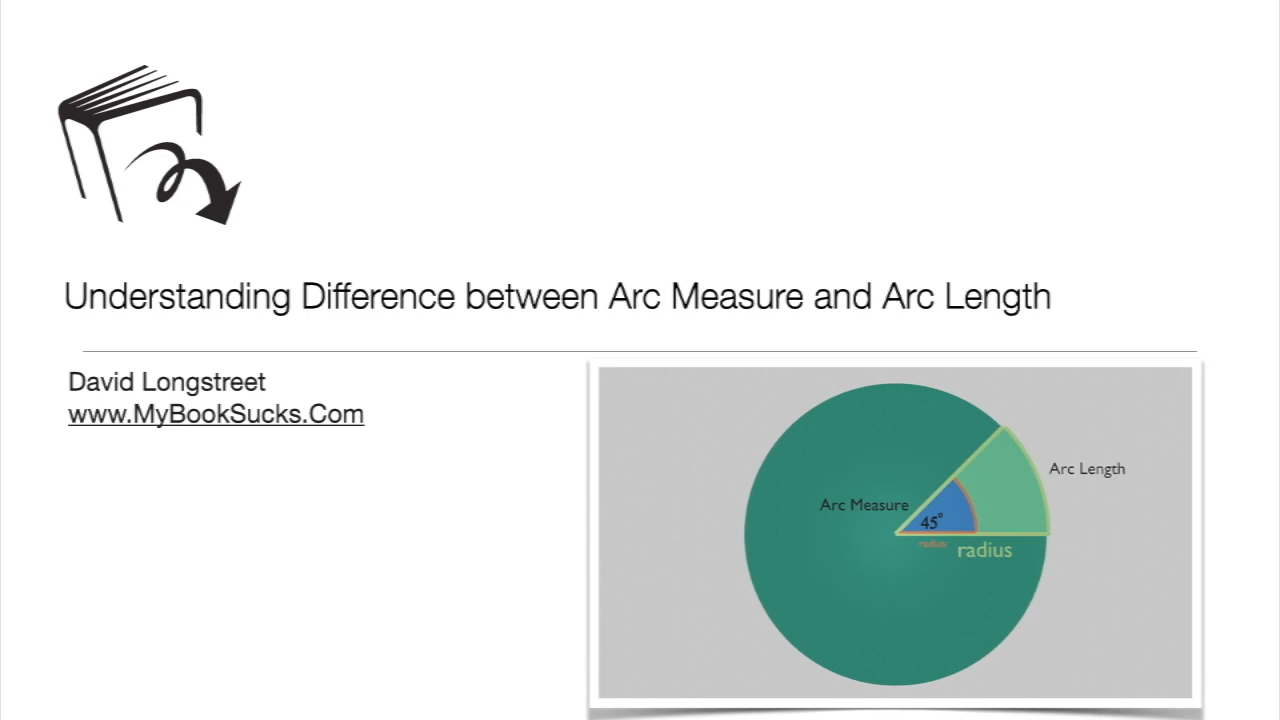 Understanding Difference between Arc Measure and Arc Length
David Longstreet
www.MyBookSucks.Com
Arc Length
Arc Measure
45°
radius
radius